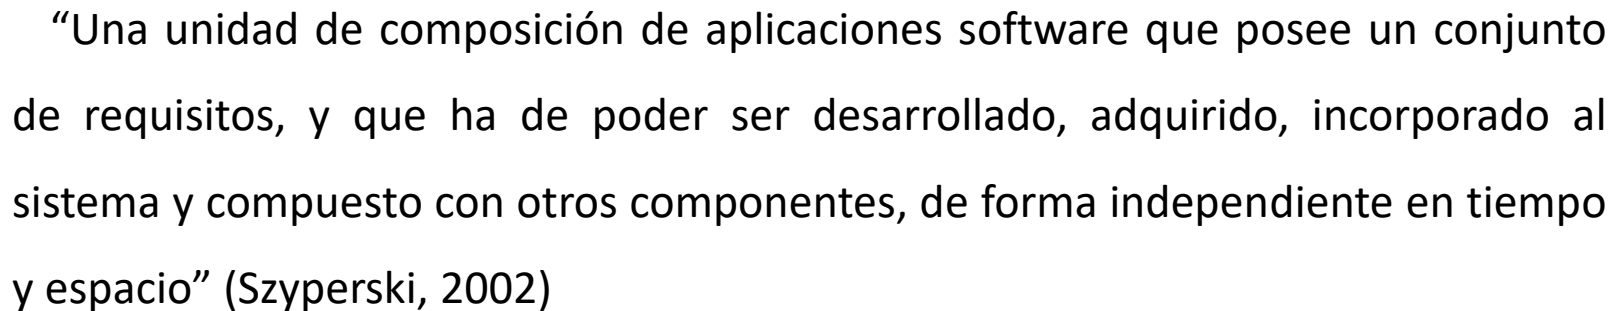 “Una unidad de composición de aplicaciones software que posee un conjunto
de requisitos, y que ha de poder ser desarrollado, adquirido, incorporado al
sistema y compuesto con otros componentes, de forma independiente en tiempo
y espacio” (Szyperski, 2002)